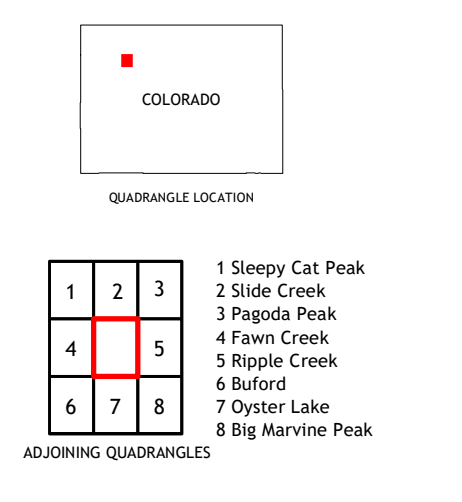 COLORADO
QUADRANGLE LOCATION
1 2 3
4 5
6 7 8
1 Sleepy Cat Peak
2 Slide Creek
3 Pagoda Peak
4 Fawn Creek
5 Ripple Creek
6 Buford
7 Oyster Lake
8 Big Marvine Peak
ADJOINING QUADRANGLES